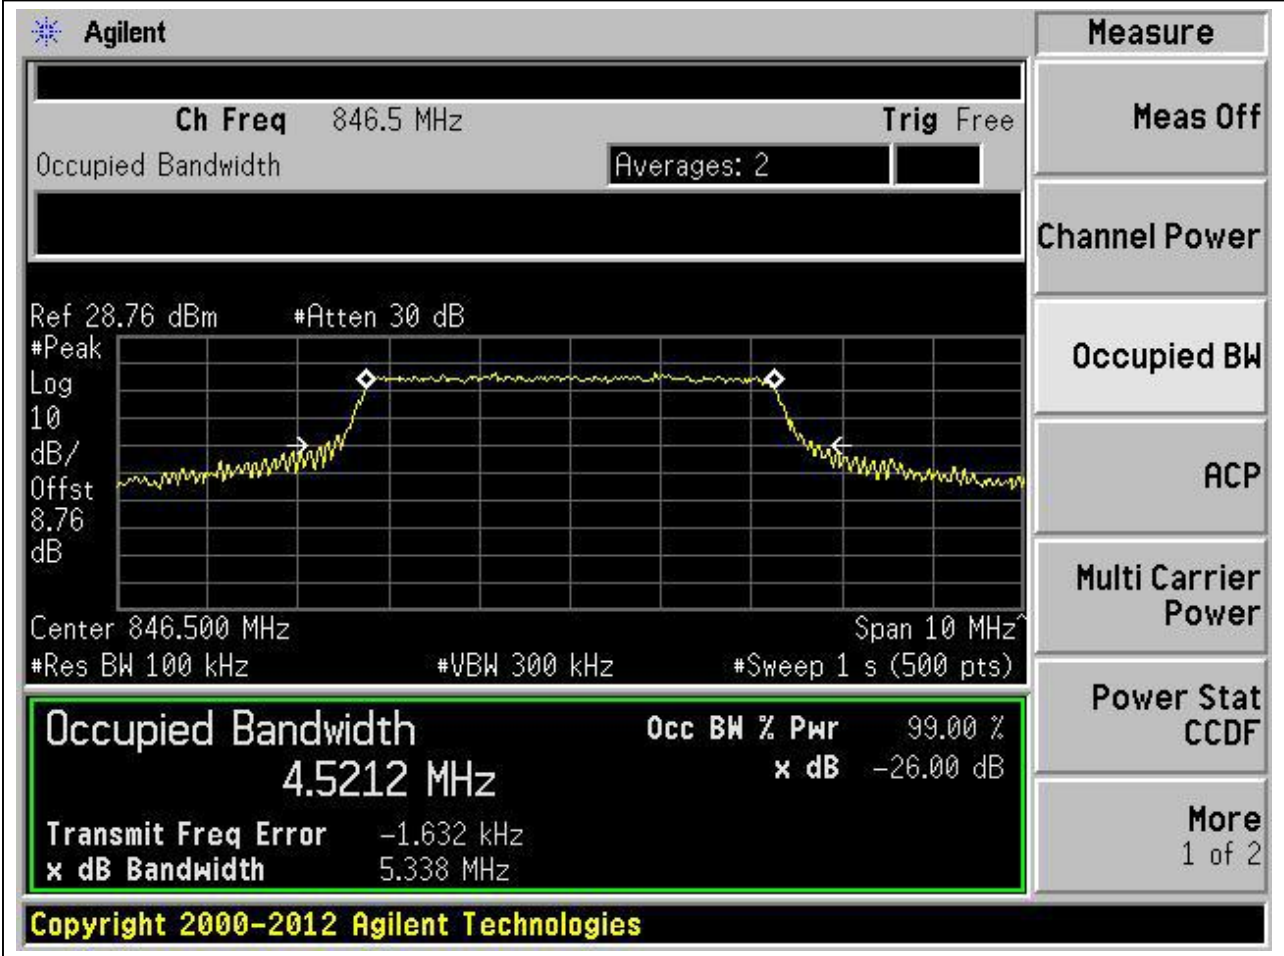 Agilent
Measure
Ch Freq 846.5 MHz Trig Free
Occupied Bandwidth Averages: 2
Meas Off
Channel Power
Occupied BW
ACP
Multi Carrier
Power
Power Stat
CCDF
More
1 of 2
Ref 28.76 dBm #Atten 30 dB
#Peak
Log
10
dB/
Offst
8.76
dB
Center 846.500 MHz Span 10 MHz^
#Res BW 100 kHz #VBW 300 kHz #Sweep 1 s (500 pts)
Occupied Bandwidth Occ BW % Pwr 99.00 %
4.5212 MHz x dB -26.00 dB
Transmit Freq Error -1.632 kHz
x dB Bandwidth 5.338 MHz
Copyright 2000-2012 Agilent Technologies